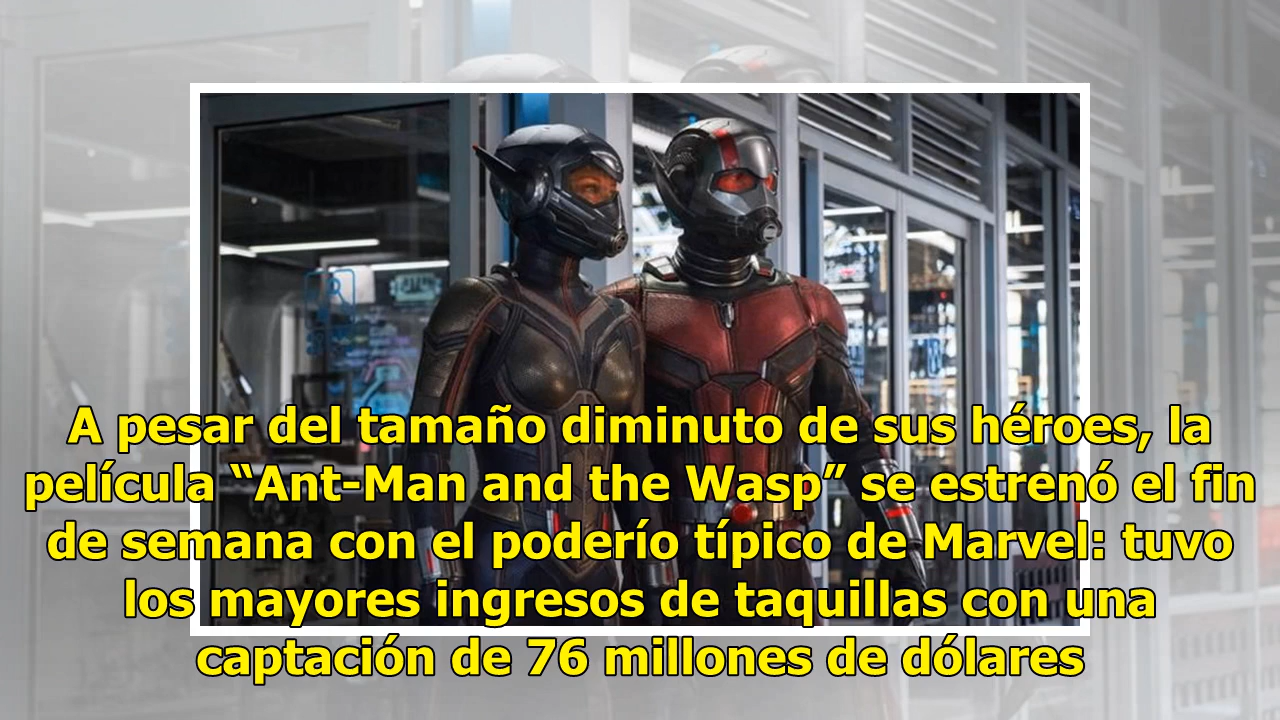 A pesar del tamaño diminuto de sus héroes, la
película “Ant-Man and the Wasp” se estrenó el fin
de semana con el poderío típico de Marvel: tuvo
los mayores ingresos de taquillas con una
captación de 76 millones de dólares